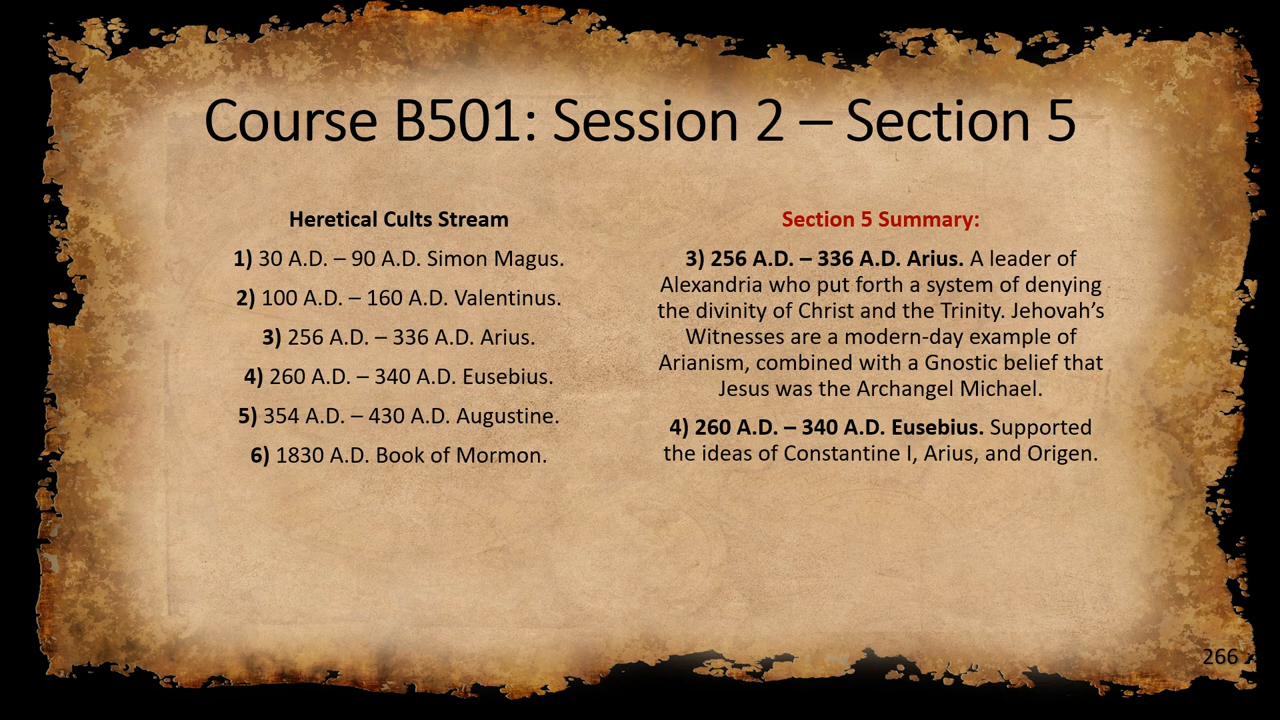 Course B501: Session 2 – Section 5
Heretical Cults Stream
1) 30 A.D. – 90 A.D. Simon Magus.
2) 100 A.D. – 160 A.D. Valentinus.
3) 256 A.D. – 336 A.D. Arius.
4) 260 A.D. – 340 A.D. Eusebius.
5) 354 A.D. – 430 A.D. Augustine.
6) 1830 A.D. Book of Mormon.
Section 5 Summary:
3) 256 A.D. – 336 A.D. Arius. A leader of
Alexandria who put forth a system of denying
the divinity of Christ and the Trinity. Jehovah’s
Witnesses are a modern-day example of
Arianism, combined with a Gnostic belief that
Jesus was the Archangel Michael.
4) 260 A.D. – 340 A.D. Eusebius. Supported
the ideas of Constantine I, Arius, and Origen.
266